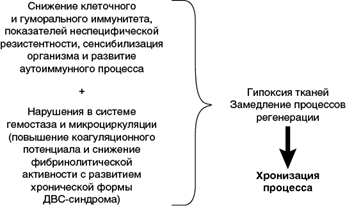 Снижение клеточного
и гуморального иммунитета,
показателей неспецифической
резистентности, сенсибилизация
организма и развитие
аутоиммунного процесса
+
Нарушения в системе
гемостаза и микроциркуляции
(повышение коагуляционного
потенциала и снижение
фибринолитической
активности с развитием
хронической формы
ДВС-синдрома)
Гипоксия тканей
Замедление процессов
регенерации
Хронизация
процесса